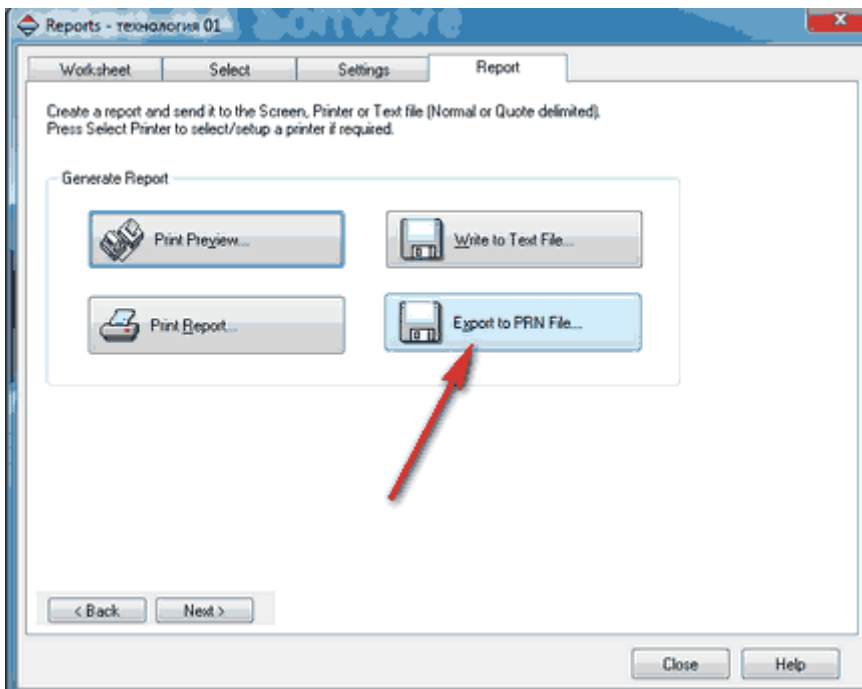 Reports - технология 01
Worksheet Select Settings Report
Create a report and send it to the Screen, Printer or Text file (Normal or Quote delimited).
Press Select Printer to select/setup a printer if required.
Generate Report
Print Preview... Write to Text File...
Print Report... Export to PRN File...
< Back Next >
Close Help